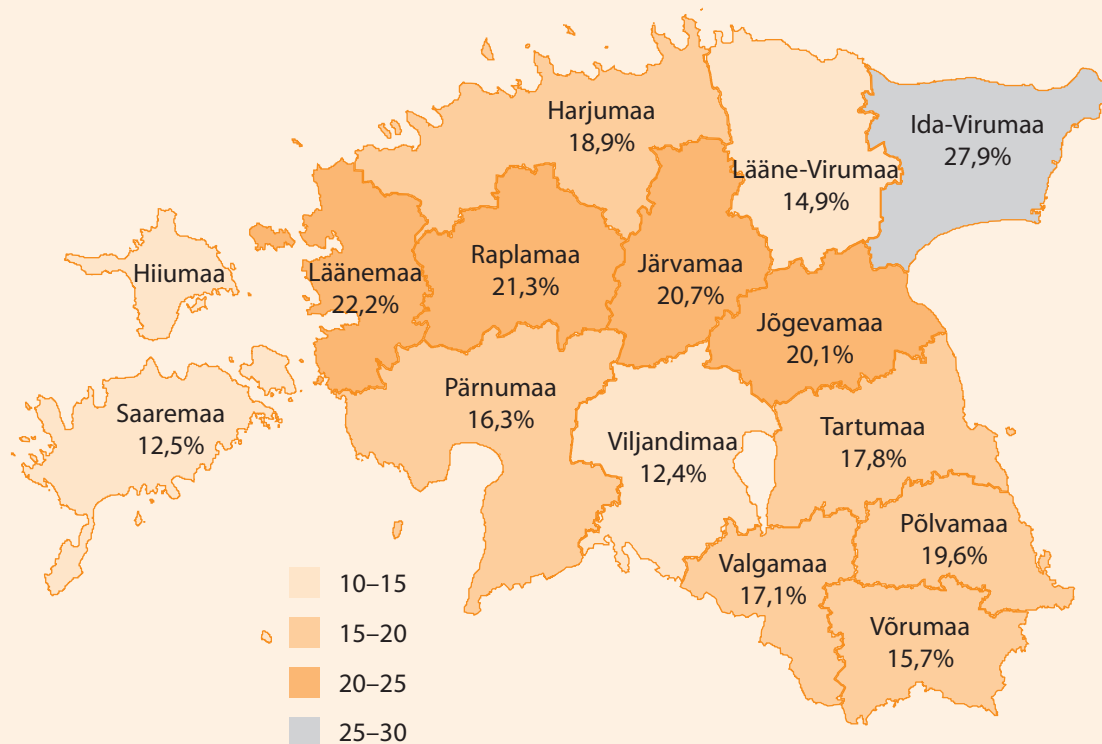 Harjumaa
18,9%
Ida-Virumaa
27,9%
Lääne-Virumaa
14,9%
Hiiumaa
Läänemaa
22,2%
Raplamaa
21,3%
Järvamaa
20,7%
Jõgevamaa
20,1%
Saaremaa
12,5%
Pärnumaa
16,3%
Viljandimaa
12,4%
Tartumaa
17,8%
Põlvamaa
19,6%
Valgamaa
17,1%
Võrumaa
15,7%
10–15
15–20
20–25
25–30